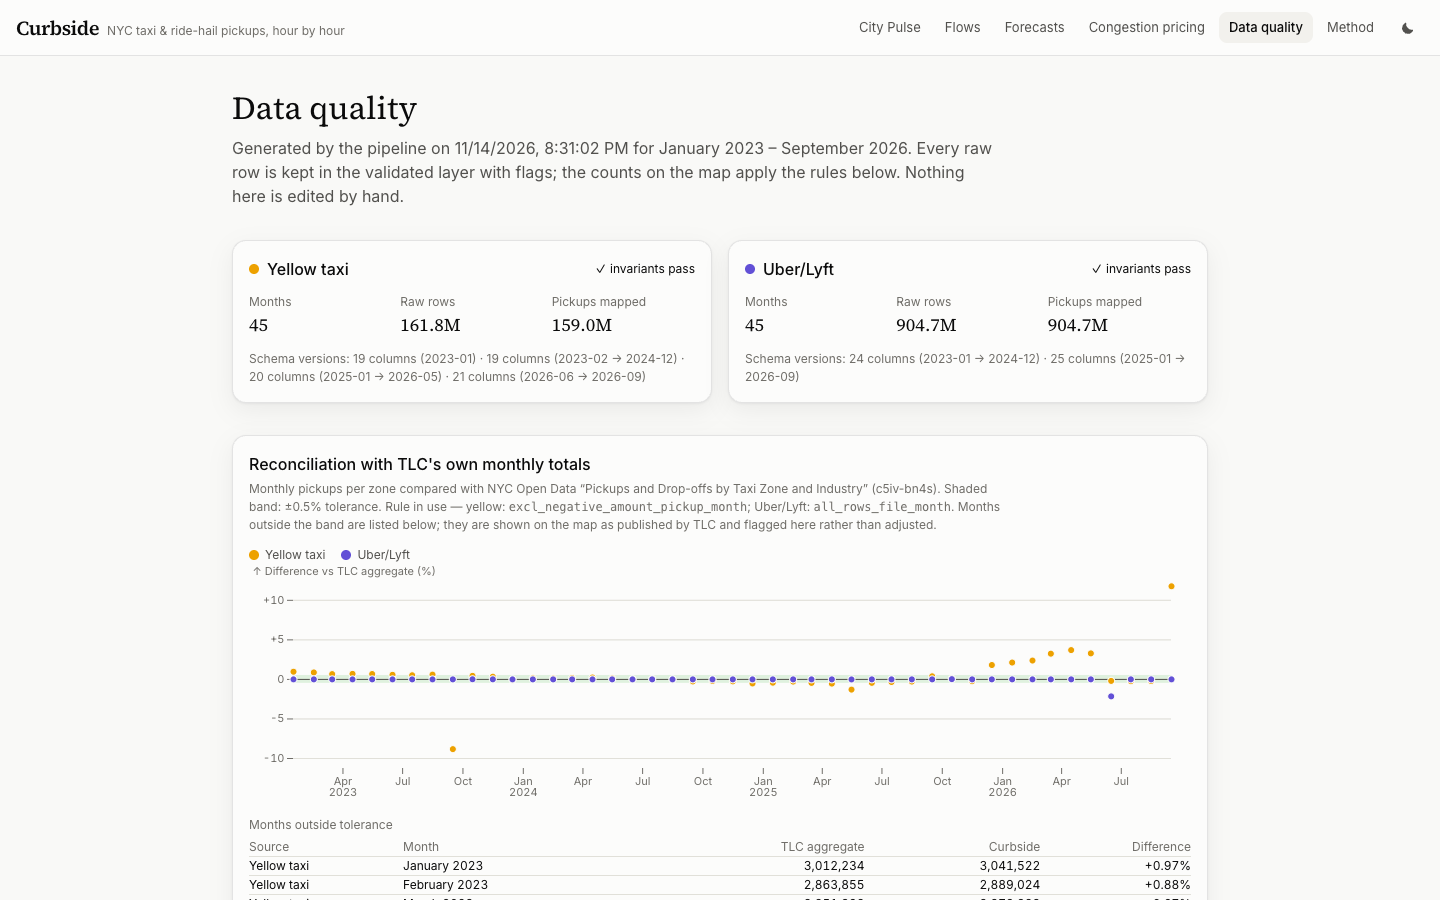 Curbside NYC taxi & ride-hail pickups, hour by hour
City Pulse Flows Forecasts Congestion pricing Data quality Method
Data quality
Generated by the pipeline on 11/14/2026, 8:31:02 PM for January 2023 – September 2026. Every raw
row is kept in the validated layer with flags; the counts on the map apply the rules below. Nothing
here is edited by hand.
Yellow taxi ✓ invariants pass
Months Raw rows Pickups mapped
45 161.8M 159.0M
Schema versions: 19 columns (2023-01) · 19 columns (2023-02 → 2024-12) ·
20 columns (2025-01 → 2026-05) · 21 columns (2026-06 → 2026-09)
Uber/Lyft ✓ invariants pass
Months Raw rows Pickups mapped
45 904.7M 904.7M
Schema versions: 24 columns (2023-01 → 2024-12) · 25 columns (2025-01 →
2026-09)
Reconciliation with TLC's own monthly totals
Monthly pickups per zone compared with NYC Open Data “Pickups and Drop-offs by Taxi Zone and Industry” (c5iv-bn4s). Shaded
band: ±0.5% tolerance. Rule in use — yellow: excl_negative_amount_pickup_month; Uber/Lyft: all_rows_file_month. Months
outside the band are listed below; they are shown on the map as published by TLC and flagged here rather than adjusted.
Yellow taxi Uber/Lyft
↑ Difference vs TLC aggregate (%)
+10
+5
0
-5
-10
Apr Jul Oct Jan Apr Jul Oct Jan Apr Jul Oct Jan Apr Jul
2023 2024 2025 2026
Months outside tolerance
Source Month TLC aggregate Curbside Difference
Yellow taxi January 2023 3,012,234 3,041,522 +0.97%
Yellow taxi February 2023 2,863,855 2,889,024 +0.88%